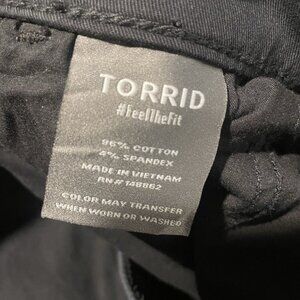 TORRID
#FeelTheFit
96% COTTON
4% SPANDEX
MADE IN VIETNAM
RN# 148862
COLOR MAY TRANSFER
WHEN WORN OR WASHED